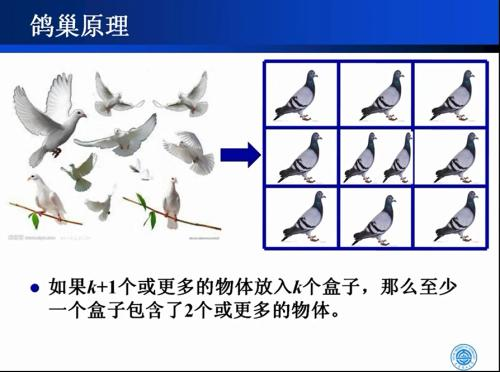 鸽巢原理
如果k+1个或更多的物体放入k个盒子，那么至少
一个盒子包含了2个或更多的物体。